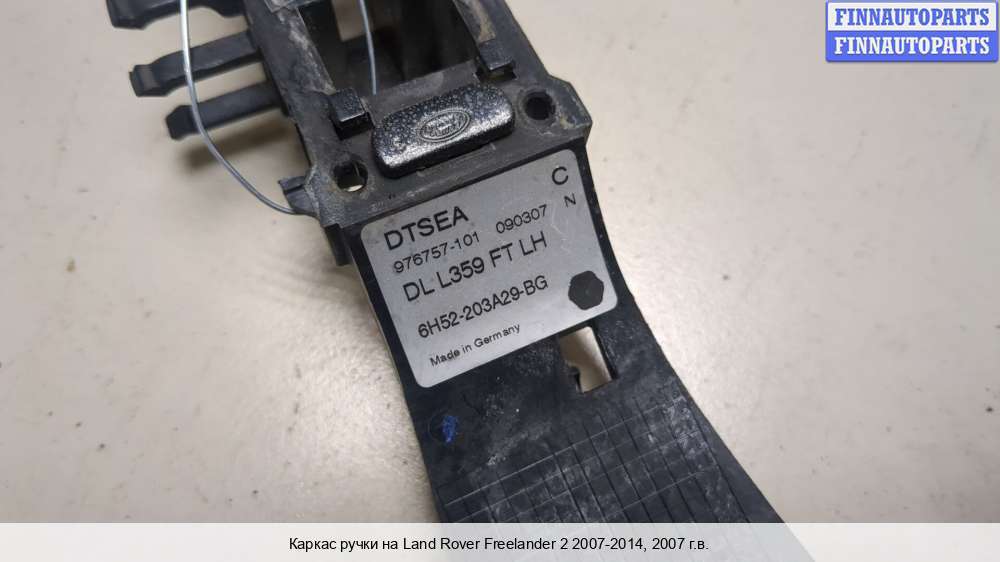 FINNAUTOPARTS
FINNAUTOPARTS
DTSEA C
976757-101 090307 N
DL L359 FT LH
6H52-203A29-BG
Made in Germany
Каркас ручки на Land Rover Freelander 2 2007-2014, 2007 г.в.